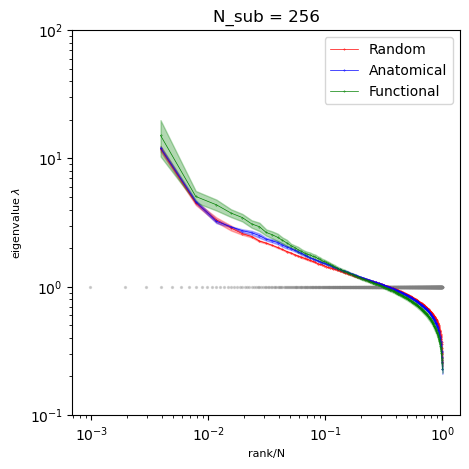 N_sub = 256
Random
Anatomical
Functional
eigenvalue λ
10²
10¹
10⁰
10⁻¹
10⁻³
10⁻²
10⁻¹
10⁰
rank/N